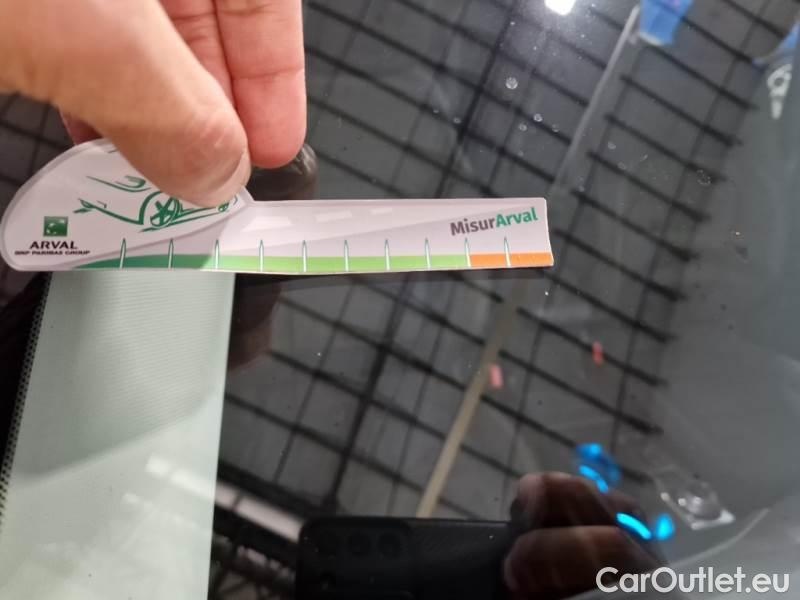 MisurArval
ARVAL
BNP PARIBAS GROUP
CarOutlet.eu